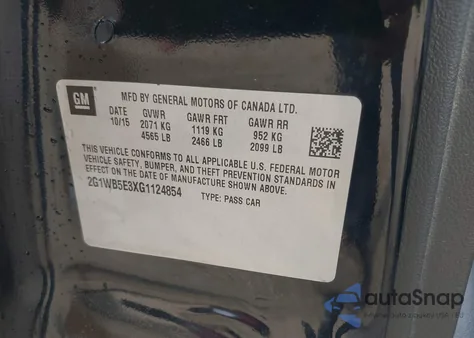 GM
MFD BY GENERAL MOTORS OF CANADA LTD.
DATE GVWR GAWR FRT GAWR RR
10/15 2071 KG 1119 KG 952 KG
4565 LB 2466 LB 2099 LB
THIS VEHICLE CONFORMS TO ALL APPLICABLE U.S. FEDERAL MOTOR
VEHICLE SAFETY, BUMPER, AND THEFT PREVENTION STANDARDS IN
EFFECT ON THE DATE OF MANUFACTURE SHOWN ABOVE.
2G1WB5E3XG1124854 TYPE: PASS CAR
autoSnap